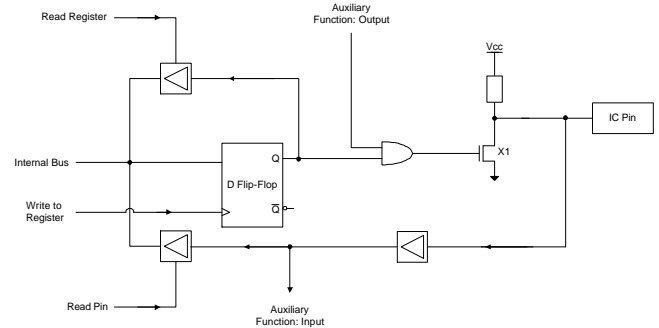 Read Register
Auxiliary
Function: Output
Vcc
IC Pin
X1
Internal Bus
Q
D Flip-Flop
Q
Write to
Register
Read Pin
Auxiliary
Function: Input